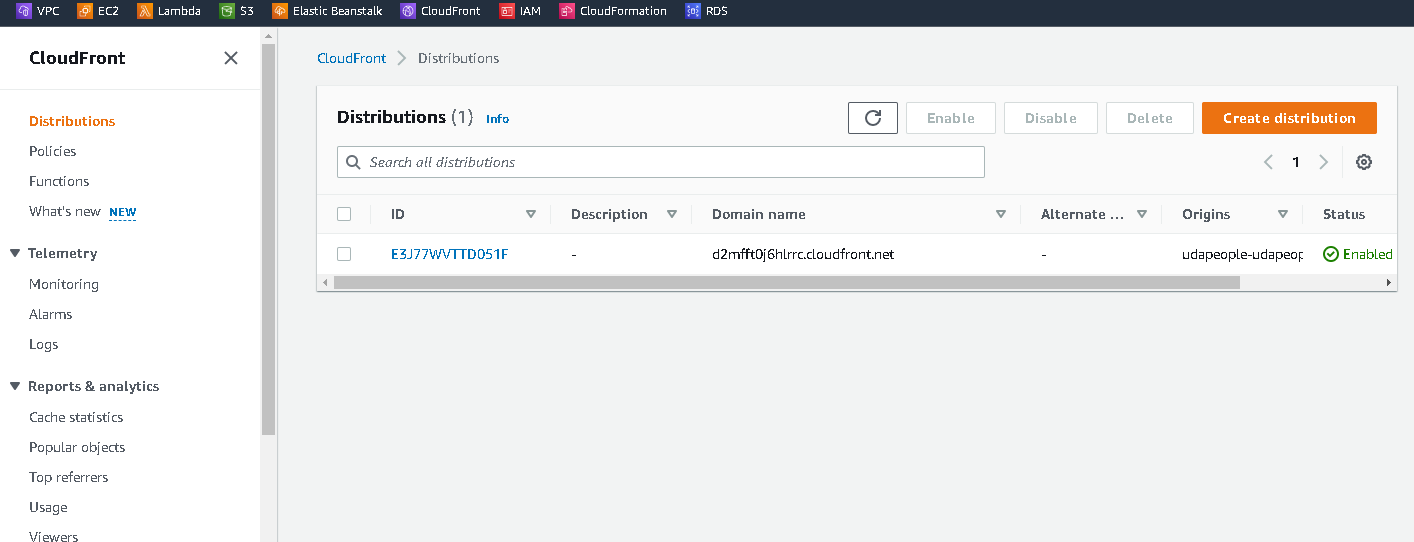 VPC EC2 Lambda S3 Elastic Beanstalk CloudFront IAM CloudFormation RDS
CloudFront
Distributions
Policies
Functions
What's new NEW
Telemetry
Monitoring
Alarms
Logs
Reports & analytics
Cache statistics
Popular objects
Top referrers
Usage
Viewers
CloudFront Distributions
Distributions (1) Info
Enable Disable Delete Create distribution
Search all distributions
1
ID Description Domain name Alternate ... Origins Status
E3J77WVTTD051F - d2mfft0j6hlrrc.cloudfront.net - udapeople-udapeop Enabled